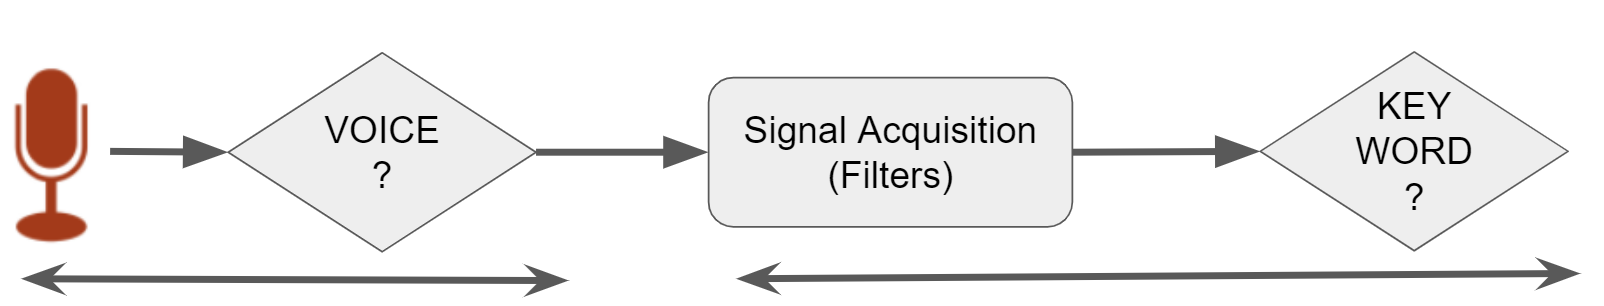 VOICE
?
Signal Acquisition
(Filters)
KEY
WORD
?